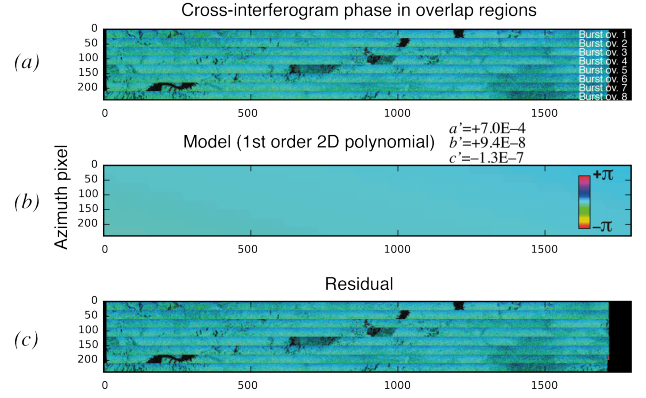 Cross-interferogram phase in overlap regions
(a)
0
50
100
150
200
Burst ov. 1
Burst ov. 2
Burst ov. 3
Burst ov. 4
Burst ov. 5
Burst ov. 6
Burst ov. 7
Burst ov. 8
0 500 1000 1500
Model (1st order 2D polynomial)
a’=+7.0E–4
b’=+9.4E–8
c’=–1.3E–7
Azimuth pixel
(b)
0
50
100
150
200
+π
–π
0 500 1000 1500
Residual
(c)
0
50
100
150
200
0 500 1000 1500